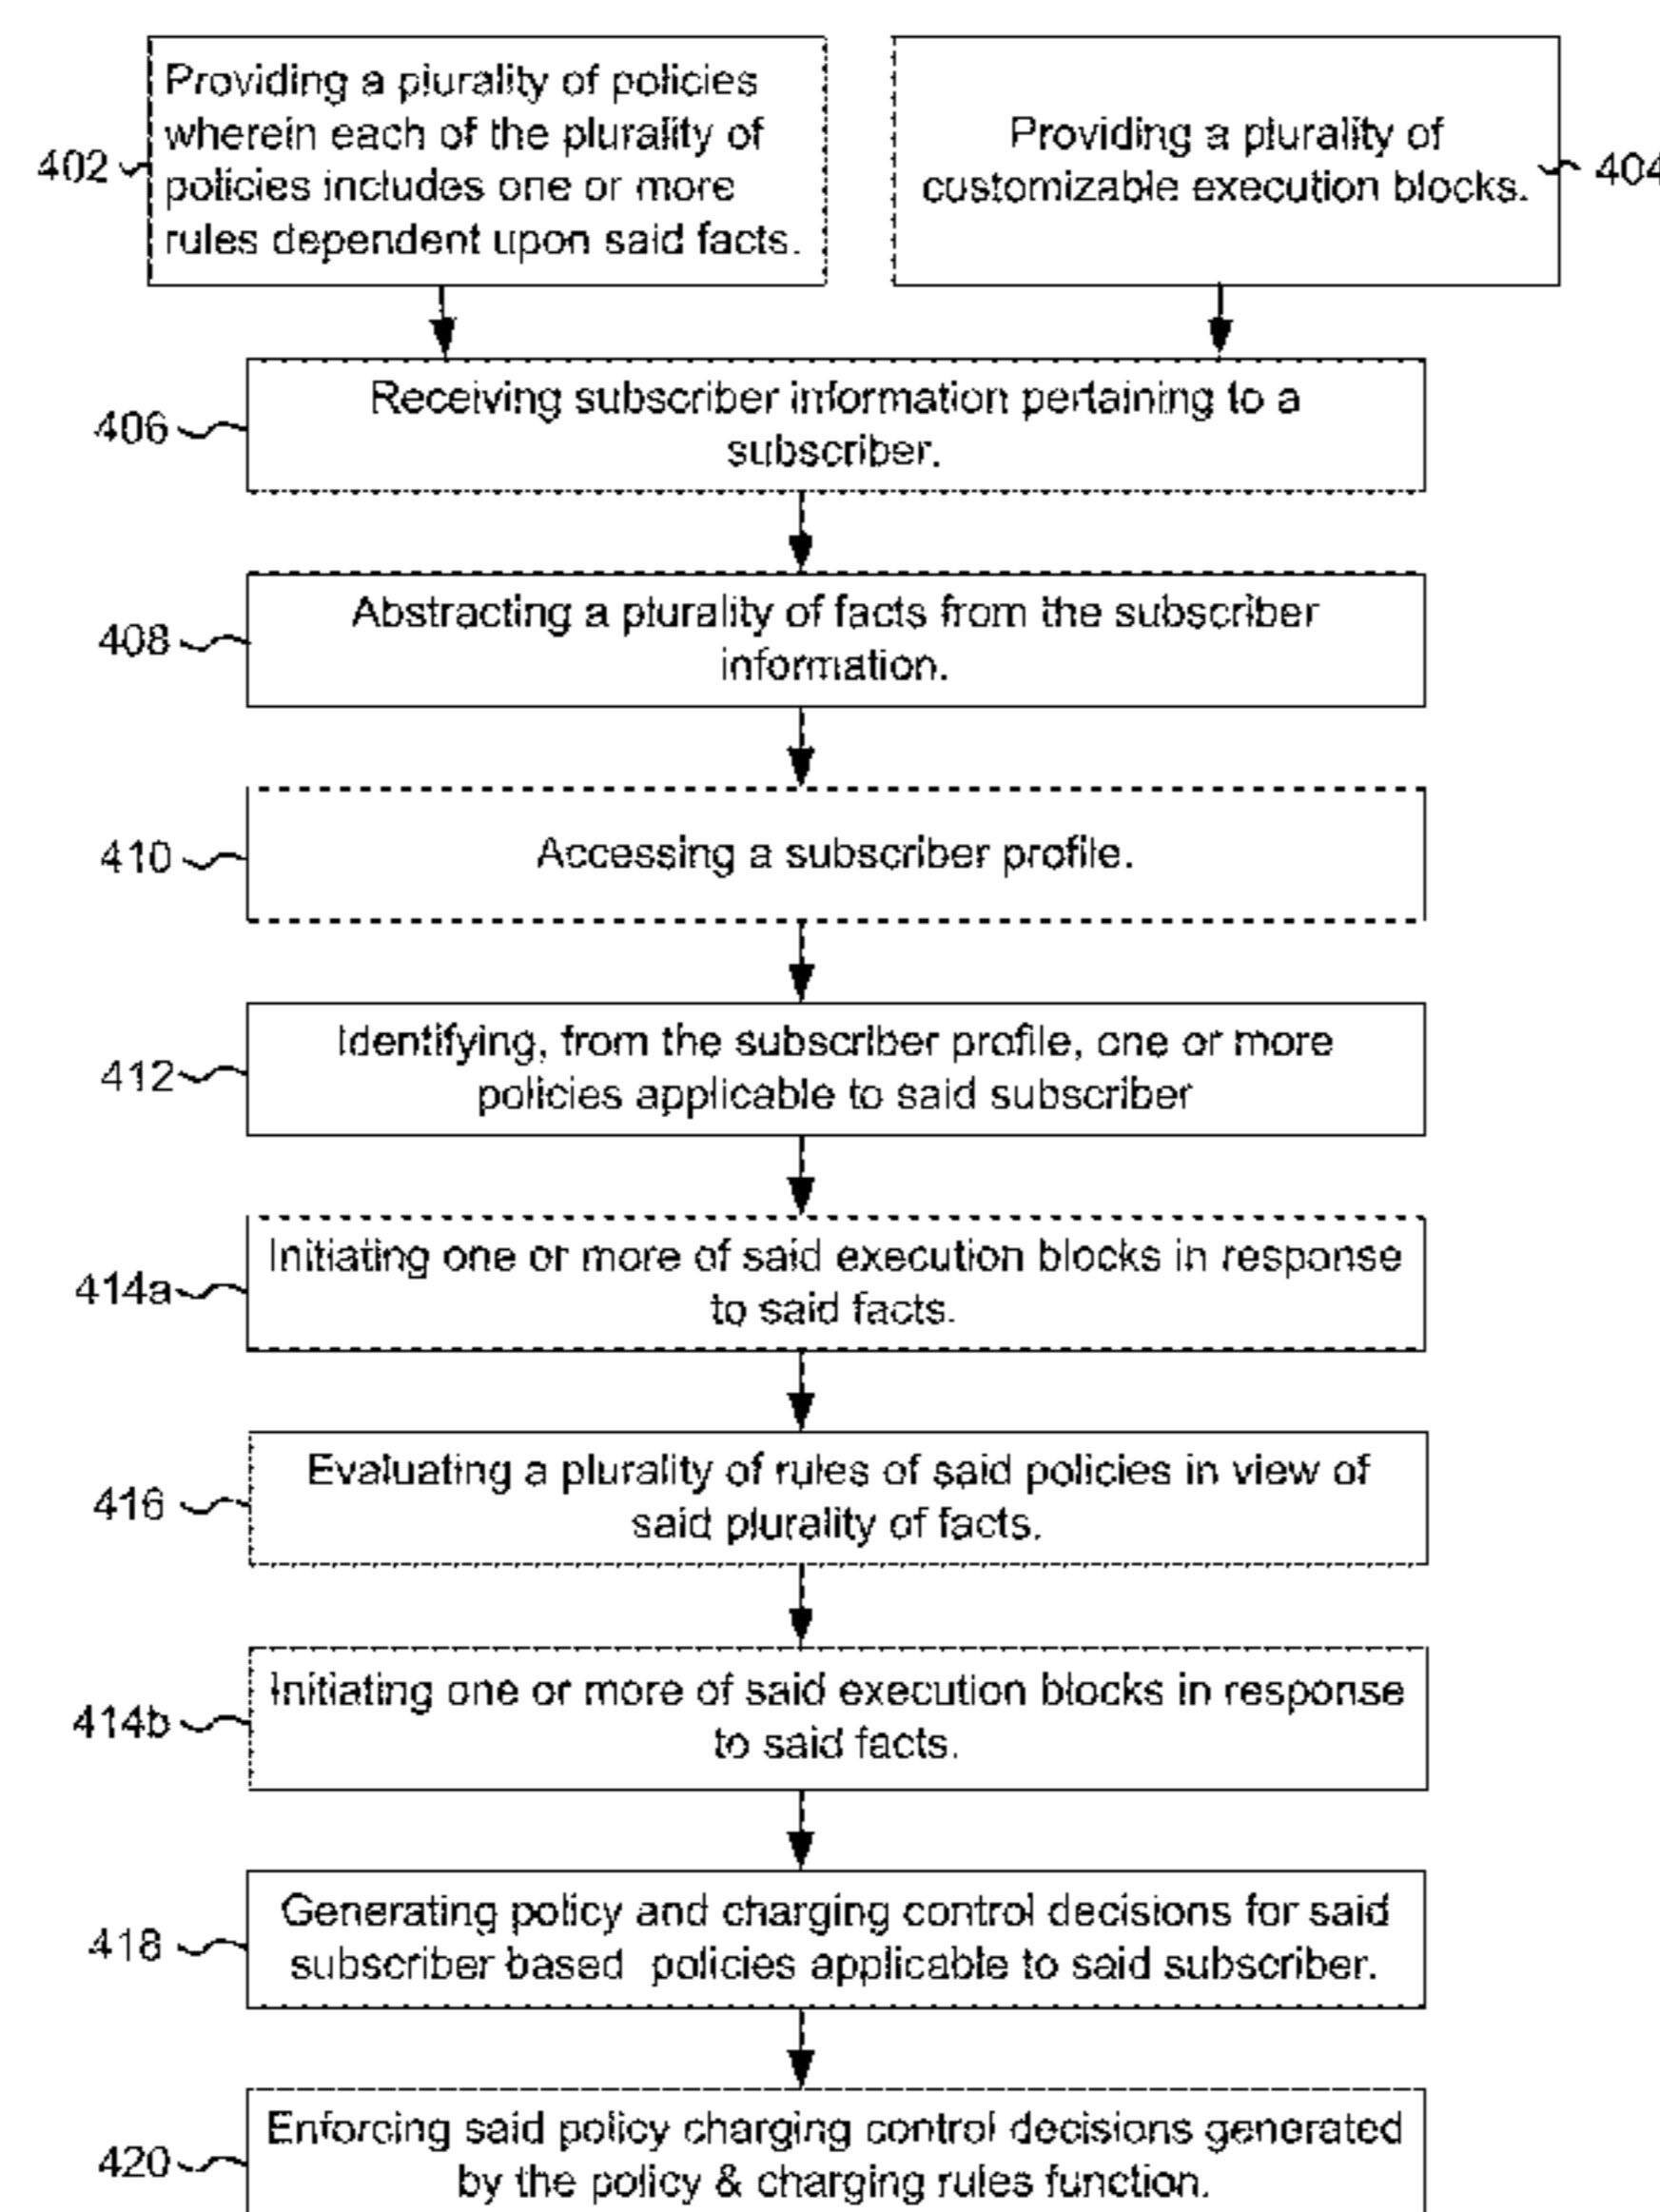 Providing a plurality of policies
wherein each of the plurality of
policies includes one or more
rules dependent upon said facts.
402
Providing a plurality of
customizable execution blocks.
404
Receiving subscriber information pertaining to a
subscriber.
406
Abstracting a plurality of facts from the subscriber
information.
408
Accessing a subscriber profile.
410
Identifying, from the subscriber profile, one or more
policies applicable to said subscriber
412
Initiating one or more of said execution blocks in response
to said facts.
414a
Evaluating a plurality of rules of said policies in view of
said plurality of facts.
416
Initiating one or more of said execution blocks in response
to said facts.
414b
Generating policy and charging control decisions for said
subscriber based policies applicable to said subscriber.
418
Enforcing said policy charging control decisions generated
by the policy & charging rules function.
420